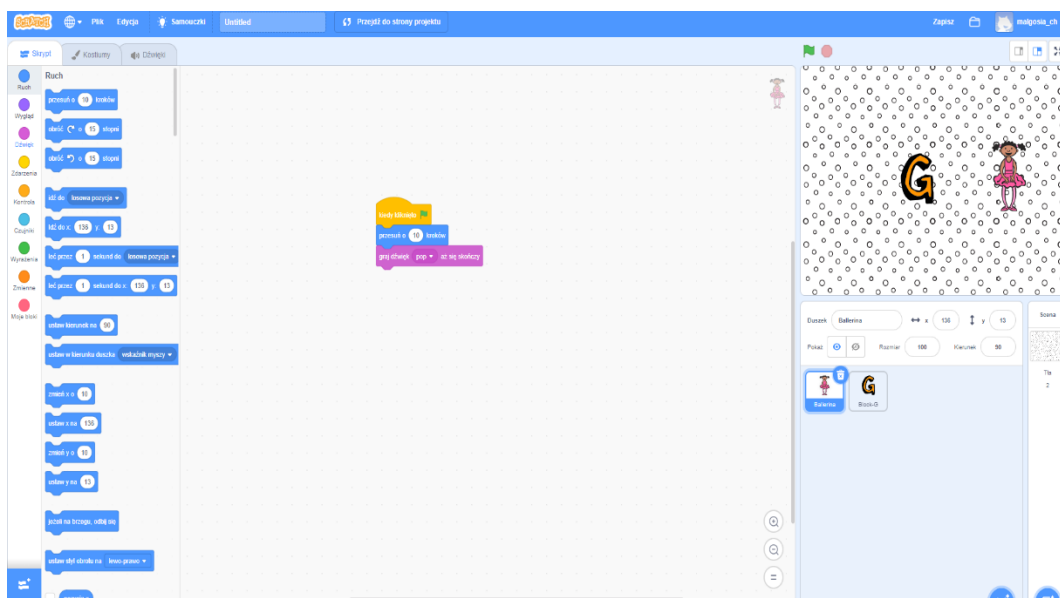 SCRATCH
Plik Edycja Samouczki Untitled Przejdź do strony projektu Zapisz malgosia_ch
Skrypt Kostiumy Dźwięki
Ruch
Wygląd
Dźwięk
Zdarzenia
Kontrola
Czujniki
Wyrażenia
Zmienne
Moje bloki
Ruch
przesuń o 10 kroków
obróć o 15 stopni
obróć o 15 stopni
idź do losowa pozycja
idź do x: 136 y: 13
leć przez 1 sekund do losowa pozycja
leć przez 1 sekund do x: 136 y: 13
ustaw kierunek na 90
ustaw w kierunku duszka wskaźnik myszy
zmień x o 10
ustaw x na 136
zmień y o 10
ustaw y na 13
jeżeli na brzegu, odbij się
ustaw styl obrotu na lewo-prawo
kiedy kliknięto
przesuń o 10 kroków
graj dźwięk pop aż się skończy
G
Duszek Ballerina x 136 y 13
Pokaż Rozmiar 100 Kierunek 90
Ballerina
G
Block-G
Scena
Tła
2